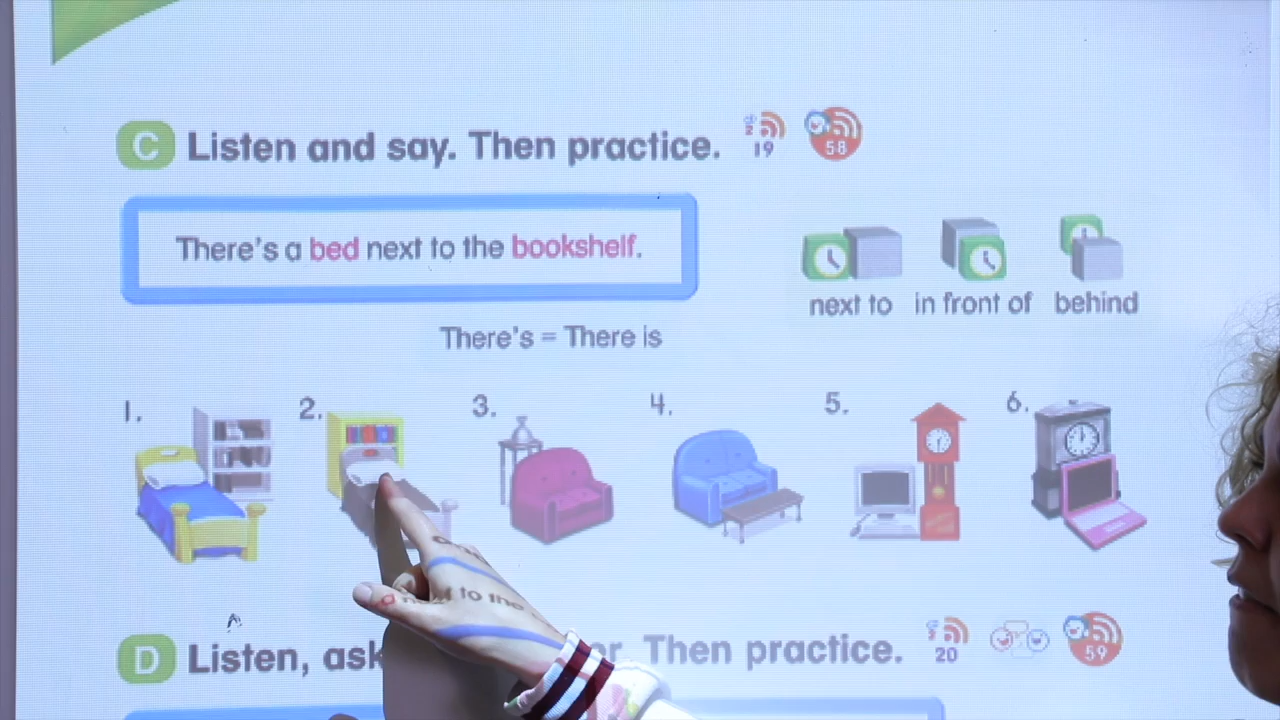 C Listen and say. Then practice. 2 19 58
There's a bed next to the bookshelf.
next to in front of behind
There's = There is
1. 2. 3. 4. 5. 6.
D Listen, ask Then practice. 20 59